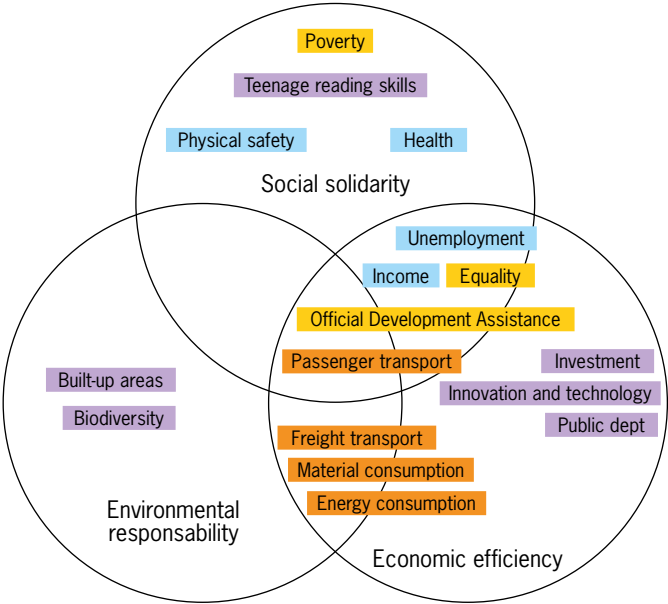 Poverty
Teenage reading skills
Physical safety
Health
Social solidarity
Unemployment
Income
Equality
Official Development Assistance
Passenger transport
Investment
Built-up areas
Innovation and technology
Biodiversity
Public dept
Freight transport
Material consumption
Energy consumption
Environmental
responsability
Economic efficiency